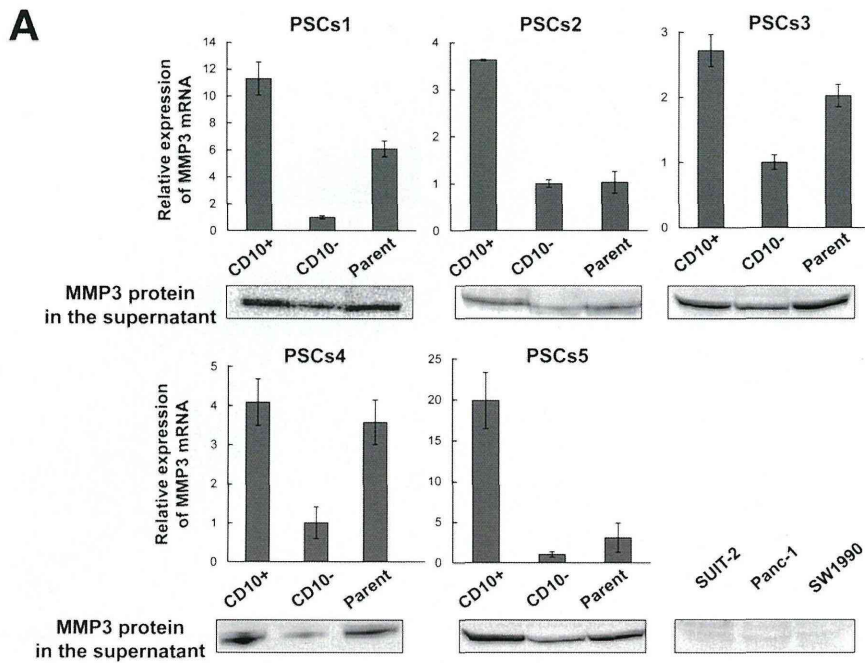 A
PSCs1
PSCs2
PSCs3
Relative expression
of MMP3 mRNA
14
12
10
8
6
4
2
0
4
3
2
1
0
3
2
1
0
CD10+
CD10-
Parent
CD10+
CD10-
Parent
CD10+
CD10-
Parent
MMP3 protein
in the supernatant
PSCs4
PSCs5
Relative expression
of MMP3 mRNA
5
4
3
2
1
0
25
20
15
10
5
0
CD10+
CD10-
Parent
CD10+
CD10-
Parent
SUIT-2
Panc-1
SW1990
MMP3 protein
in the supernatant